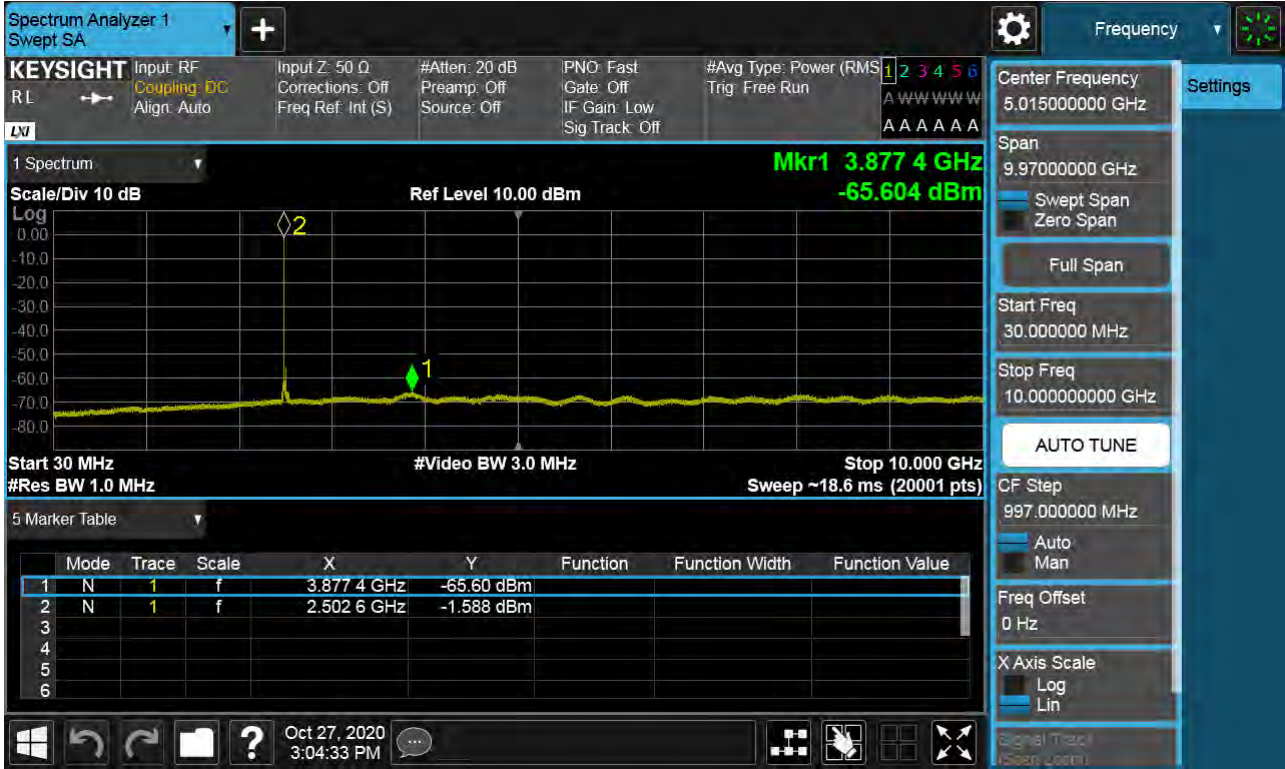 Spectrum Analyzer 1
Swept SA
+
Frequency
KEYSIGHT
RL
LXI
Input: RF
Coupling: DC
Align: Auto
Input Z: 50 Ω
Corrections: Off
Freq Ref: Int (S)
#Atten: 20 dB
Preamp: Off
Source: Off
PNO: Fast
Gate: Off
IF Gain: Low
Sig Track: Off
#Avg Type: Power (RMS
Trig: Free Run
1 2 3 4 5 6
A W W W W W
A A A A A A
1 Spectrum
Mkr1 3.877 4 GHz
Scale/Div 10 dB
Ref Level 10.00 dBm
-65.604 dBm
Log
0.00
-10.0
-20.0
-30.0
-40.0
-50.0
-60.0
-70.0
-80.0
2
1
Start 30 MHz
#Video BW 3.0 MHz
Stop 10.000 GHz
#Res BW 1.0 MHz
Sweep ~18.6 ms (20001 pts)
5 Marker Table
Mode Trace Scale X Y Function Function Width Function Value
1 N 1 f 3.877 4 GHz -65.60 dBm
2 N 1 f 2.502 6 GHz -1.588 dBm
3
4
5
6
Oct 27, 2020
3:04:33 PM
?
Center Frequency
5.015000000 GHz
Settings
Span
9.97000000 GHz
Swept Span
Zero Span
Full Span
Start Freq
30.000000 MHz
Stop Freq
10.000000000 GHz
AUTO TUNE
CF Step
997.000000 MHz
Auto
Man
Freq Offset
0 Hz
X Axis Scale
Log
Lin
Signal Track
(Span Zoom)